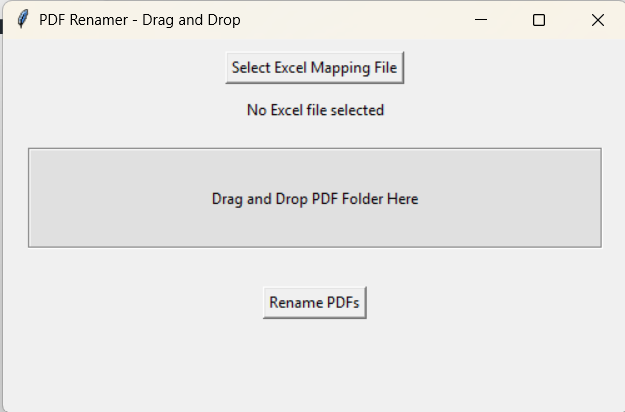 PDF Renamer - Drag and Drop
Select Excel Mapping File
No Excel file selected
Drag and Drop PDF Folder Here
Rename PDFs